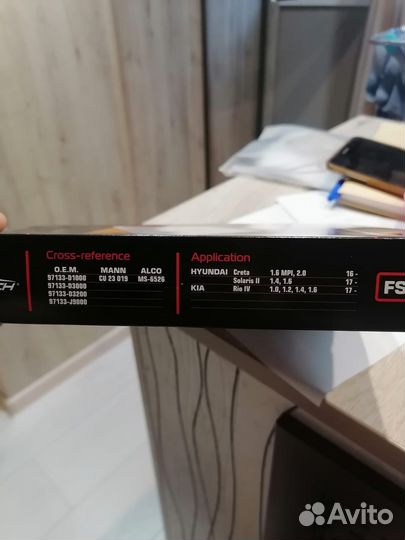 Cross-reference
O.E.M. MANN ALCO
97133-D1000 CU 23 019 MS-6526
97133-D3000
97133-D3200
97133-J9000
Application
HYUNDAI Creta 1.6 MPI, 2.0 16 -
Solaris II 1.4, 1.6 17 -
KIA Rio IV 1.0, 1.2, 1.4, 1.6 17 -
FS
Avito